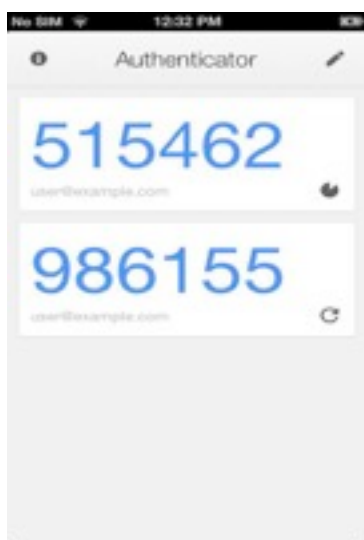 No SIM 12:32 PM
Authenticator
515462
user@example.com
986155
user@example.com